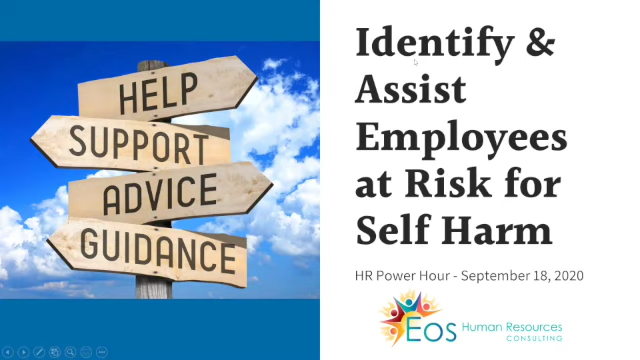 HELP
SUPPORT
ADVICE
GUIDANCE
Identify &
Assist
Employees
at Risk for
Self Harm
HR Power Hour - September 18, 2020
Eos Human Resources
CONSULTING